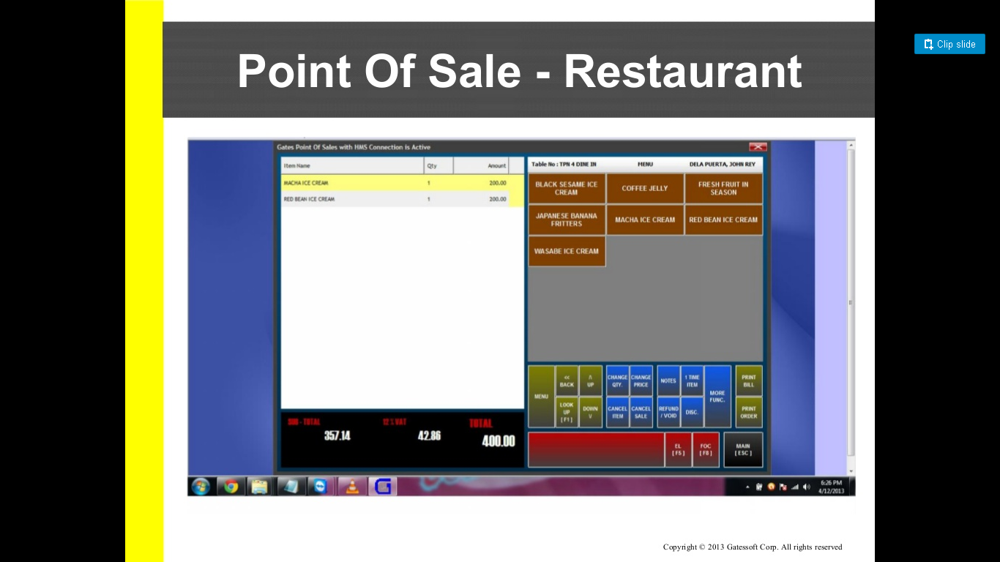 Clip slide
Point Of Sale - Restaurant
Gates Point Of Sales with HMS Connection is Active
Item Name Qty Amount
MACHA ICE CREAM 1 200.00
RED BEAN ICE CREAM 1 200.00
SUB - TOTAL 12 % VAT TOTAL
357.14 42.86 400.00
Table No : TPN 4 DINE IN MENU DELA PUERTA, JOHN REY
BLACK SESAME ICE
CREAM
COFFEE JELLY
FRESH FRUIT IN
SEASON
JAPANESE BANANA
FRITTERS
MACHA ICE CREAM
RED BEAN ICE CREAM
WASABE ICE CREAM
MENU
<<
BACK
/\
UP
LOOK
UP
[ F1 ]
DOWN
\/
CHANGE
QTY.
CHANGE
PRICE
CANCEL
ITEM
CANCEL
SALE
NOTES
1 TIME
ITEM
REFUND
/ VOID
DISC.
MORE
FUNC.
PRINT
BILL
PRINT
ORDER
EL
[ F5 ]
FOC
[ F8 ]
MAIN
[ ESC ]
6:26 PM
4/12/2013
Copyright © 2013 Gatessoft Corp. All rights reserved